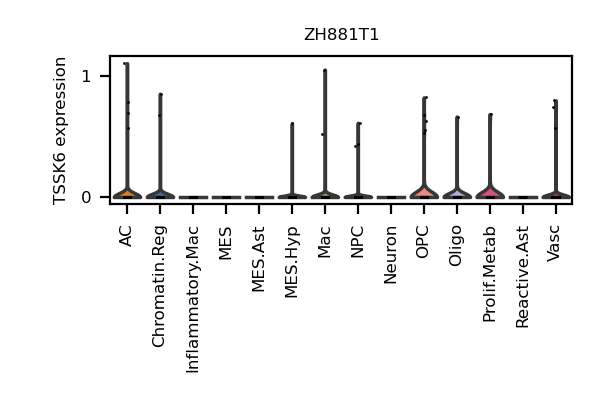 ZH881T1
TSSK6 expression
1
0
AC
Chromatin.Reg
Inflammatory.Mac
MES
MES.Ast
MES.Hyp
Mac
NPC
Neuron
OPC
Oligo
Prolif.Metab
Reactive.Ast
Vasc